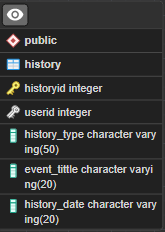 public
history
historyid integer
userid integer
history_type character vary
ing(50)
event_tittle character varyi
ng(20)
history_date character vary
ing(20)